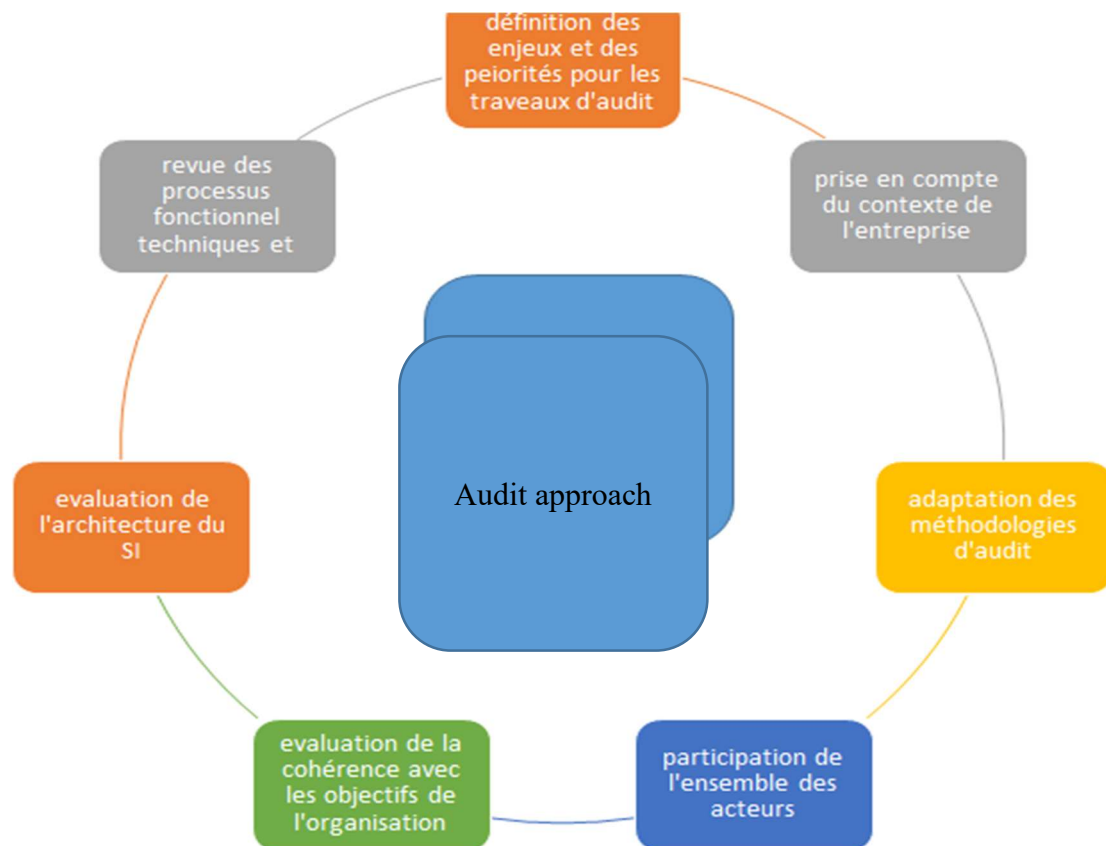 définition des
enjeux et des
peiorités pour les
traveaux d'audit
prise en compte
du contexte de
l'entreprise
adaptation des
méthodologies
d'audit
participation de
l'ensemble des
acteurs
evaluation de la
cohérence avec
les objectifs de
l'organisation
evaluation de
l'architecture du
SI
revue des
processus
fonctionnel
techniques et
Audit approach